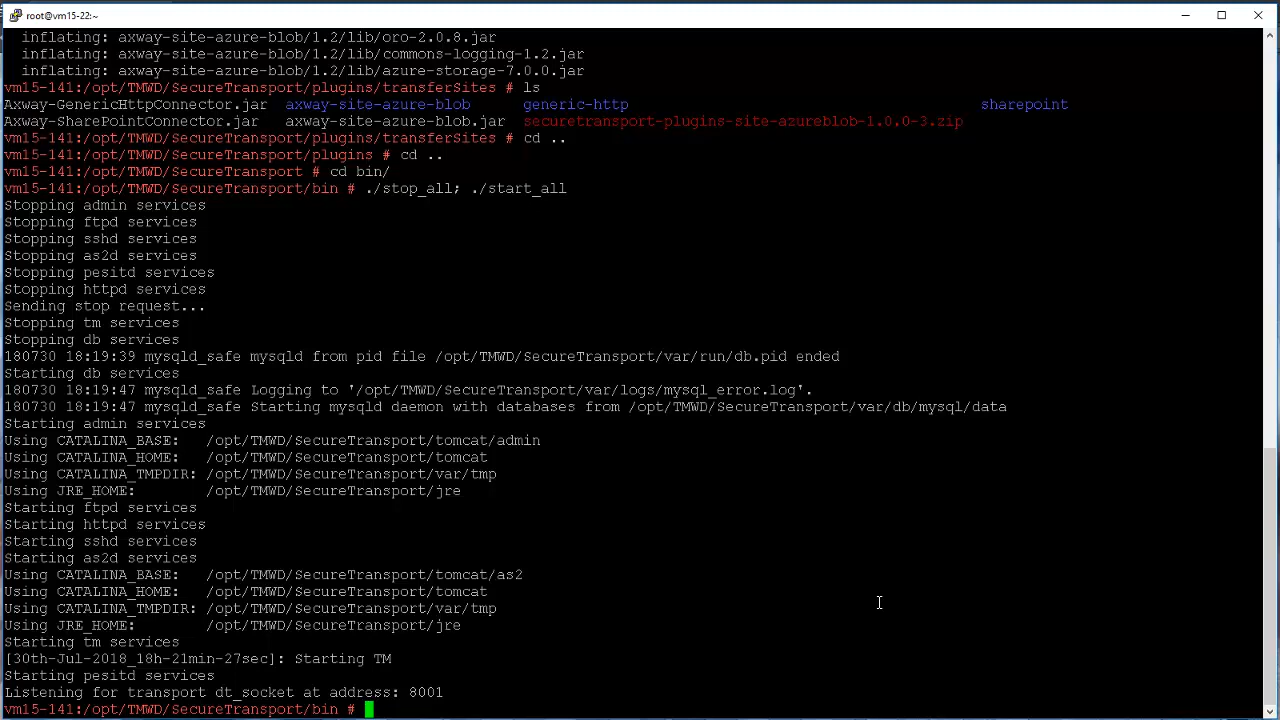 root@vm15-22:~
  inflating: axway-site-azure-blob/1.2/lib/oro-2.0.8.jar
  inflating: axway-site-azure-blob/1.2/lib/commons-logging-1.2.jar
  inflating: axway-site-azure-blob/1.2/lib/azure-storage-7.0.0.jar
vm15-141:/opt/TMWD/SecureTransport/plugins/transferSites # ls
Axway-GenericHttpConnector.jar  axway-site-azure-blob      generic-http                                        sharepoint
Axway-SharePointConnector.jar   axway-site-azure-blob.jar  securetransport-plugins-site-azureblob-1.0.0-3.zip
vm15-141:/opt/TMWD/SecureTransport/plugins/transferSites # cd ..
vm15-141:/opt/TMWD/SecureTransport/plugins # cd ..
vm15-141:/opt/TMWD/SecureTransport # cd bin/
vm15-141:/opt/TMWD/SecureTransport/bin # ./stop_all; ./start_all
Stopping admin services
Stopping ftpd services
Stopping sshd services
Stopping as2d services
Stopping pesitd services
Stopping httpd services
Sending stop request...
Stopping tm services
Stopping db services
180730 18:19:39 mysqld_safe mysqld from pid file /opt/TMWD/SecureTransport/var/run/db.pid ended
Starting db services
180730 18:19:47 mysqld_safe Logging to '/opt/TMWD/SecureTransport/var/logs/mysql_error.log'.
180730 18:19:47 mysqld_safe Starting mysqld daemon with databases from /opt/TMWD/SecureTransport/var/db/mysql/data
Starting admin services
Using CATALINA_BASE:   /opt/TMWD/SecureTransport/tomcat/admin
Using CATALINA_HOME:   /opt/TMWD/SecureTransport/tomcat
Using CATALINA_TMPDIR: /opt/TMWD/SecureTransport/var/tmp
Using JRE_HOME:        /opt/TMWD/SecureTransport/jre
Starting ftpd services
Starting httpd services
Starting sshd services
Starting as2d services
Using CATALINA_BASE:   /opt/TMWD/SecureTransport/tomcat/as2
Using CATALINA_HOME:   /opt/TMWD/SecureTransport/tomcat
Using CATALINA_TMPDIR: /opt/TMWD/SecureTransport/var/tmp
Using JRE_HOME:        /opt/TMWD/SecureTransport/jre
Starting tm services
[30th-Jul-2018_18h-21min-27sec]: Starting TM
Starting pesitd services
Listening for transport dt_socket at address: 8001
vm15-141:/opt/TMWD/SecureTransport/bin #